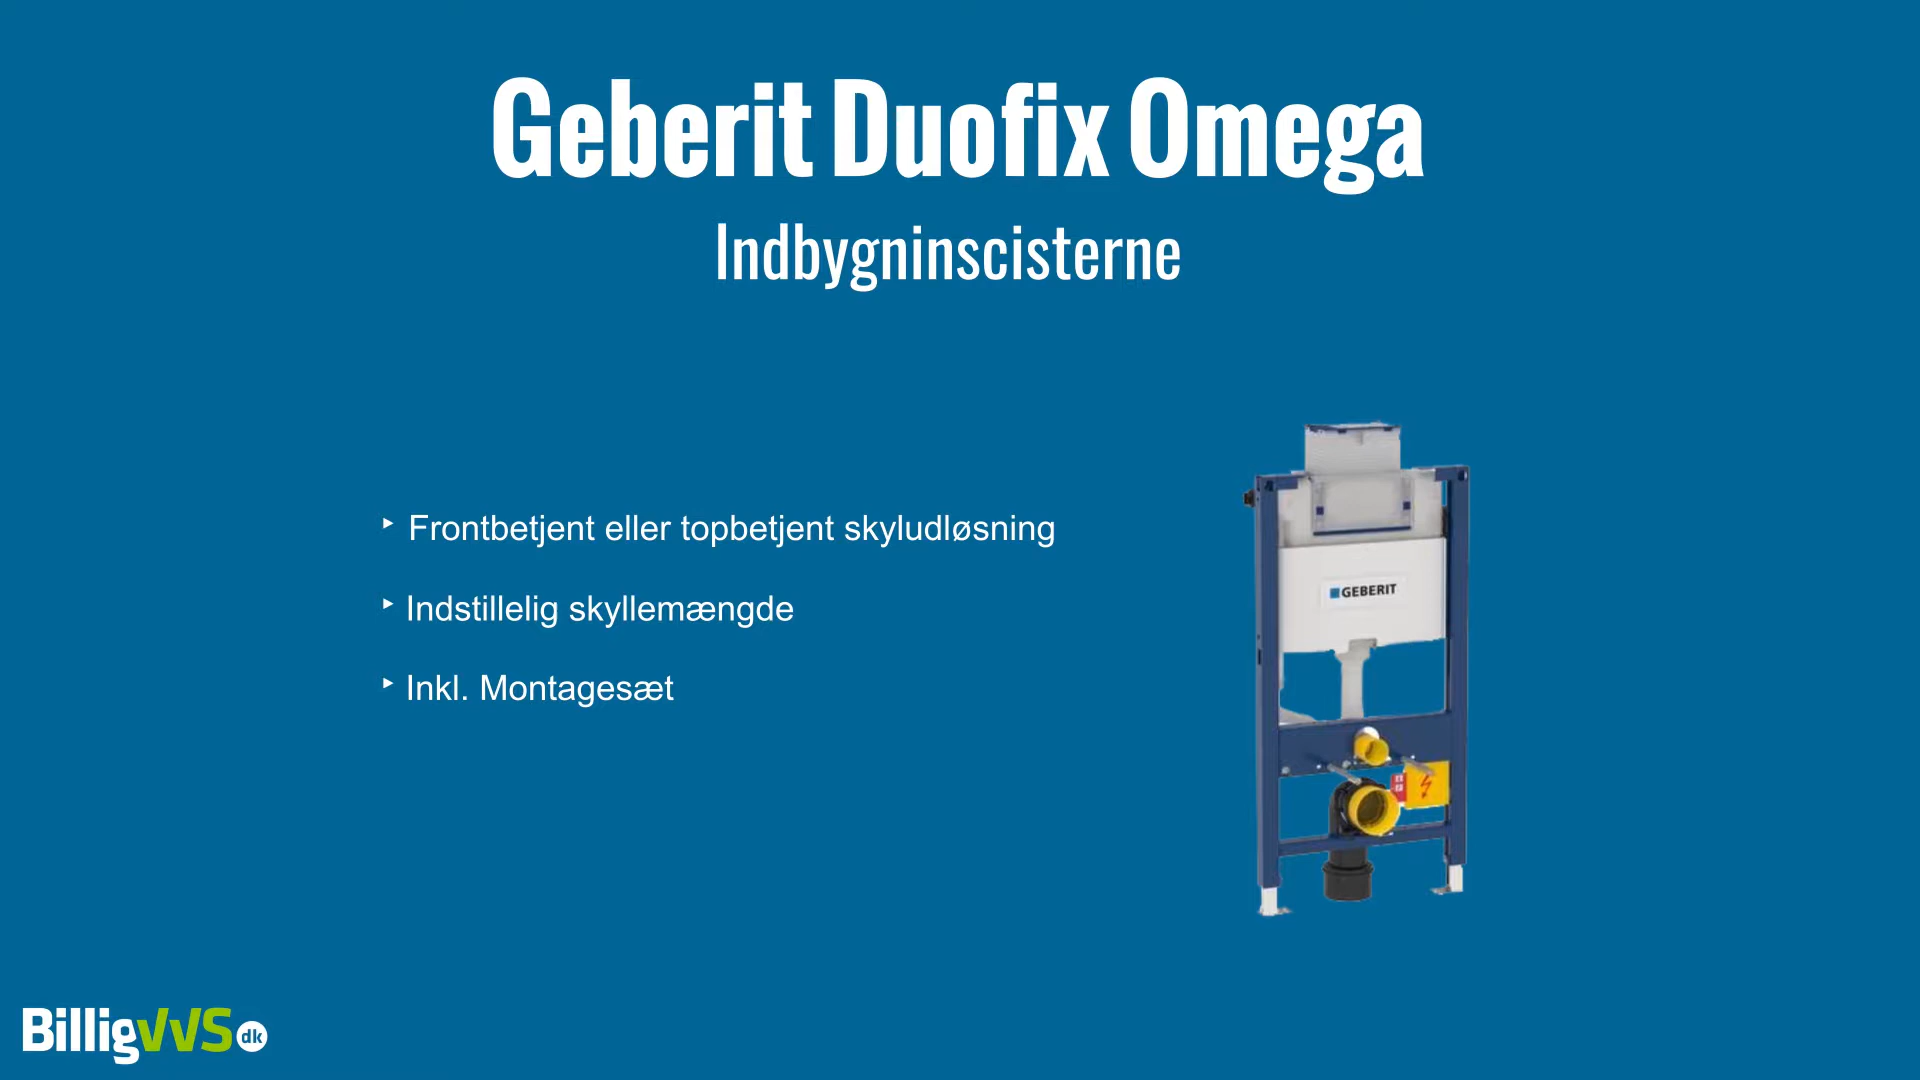 Geberit Duofix Omega
Indbygninscisterne
‣ Frontbetjent eller topbetjent skyludløsning
‣ Indstillelig skyllemængde
‣ Inkl. Montagesæt
GEBERIT
BilligVVS dk